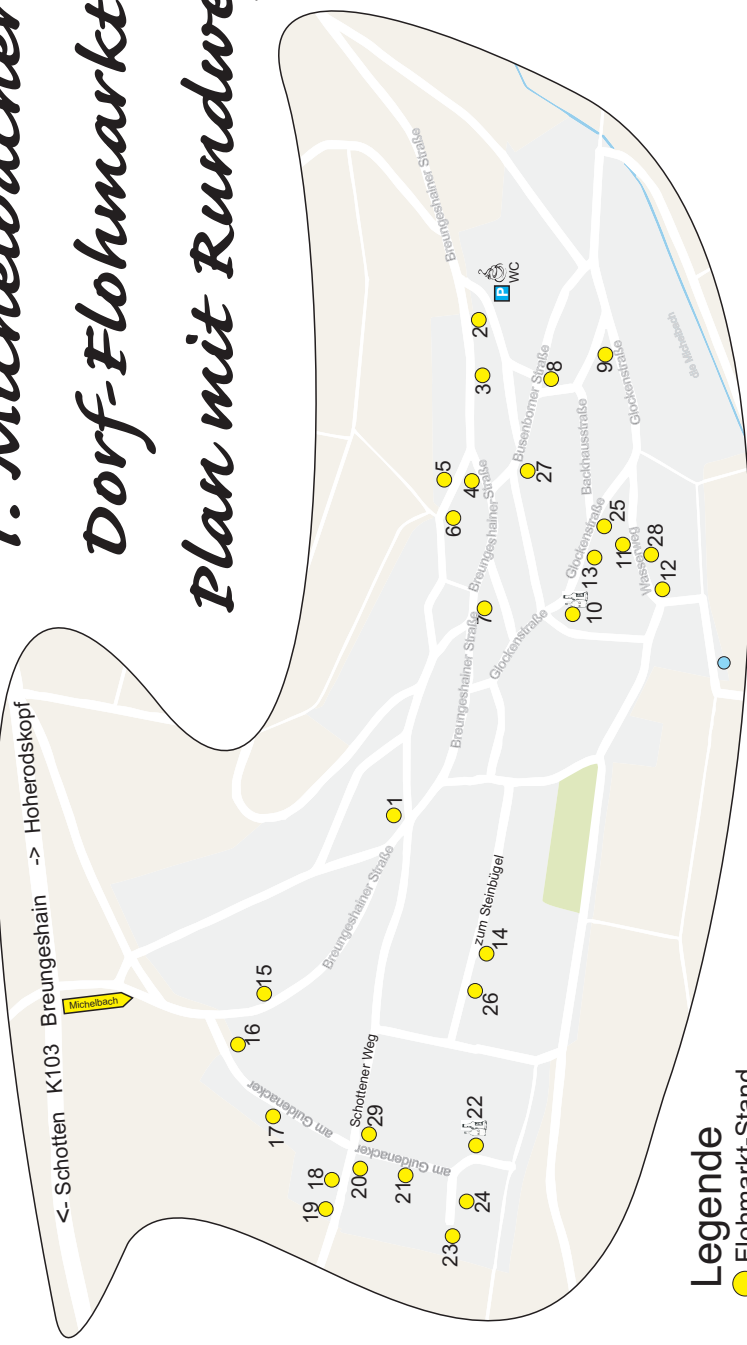 Dorf-Flohmarkt
Plan mit
<- Schotten K103 Breungeshain -> Hoherodskopf
Michelbach
Breungeshainer Straße
Breungeshainer Straße
Breungeshainer Straße
Breungeshainer Straße
Busenborner Straße
Backhausstraße
Glockenstraße
Glockenstraße
Glockenstraße
Wasserweg
die Michelbach
zum Steinbügel
Schottener Weg
am Guldenacker
am Guldenacker
P
WC
1
2
3
4
5
6
7
8
9
10
11
12
13
14
15
16
17
18
19
20
21
22
23
24
25
26
27
28
29
Legende
Flohmarkt-Stand